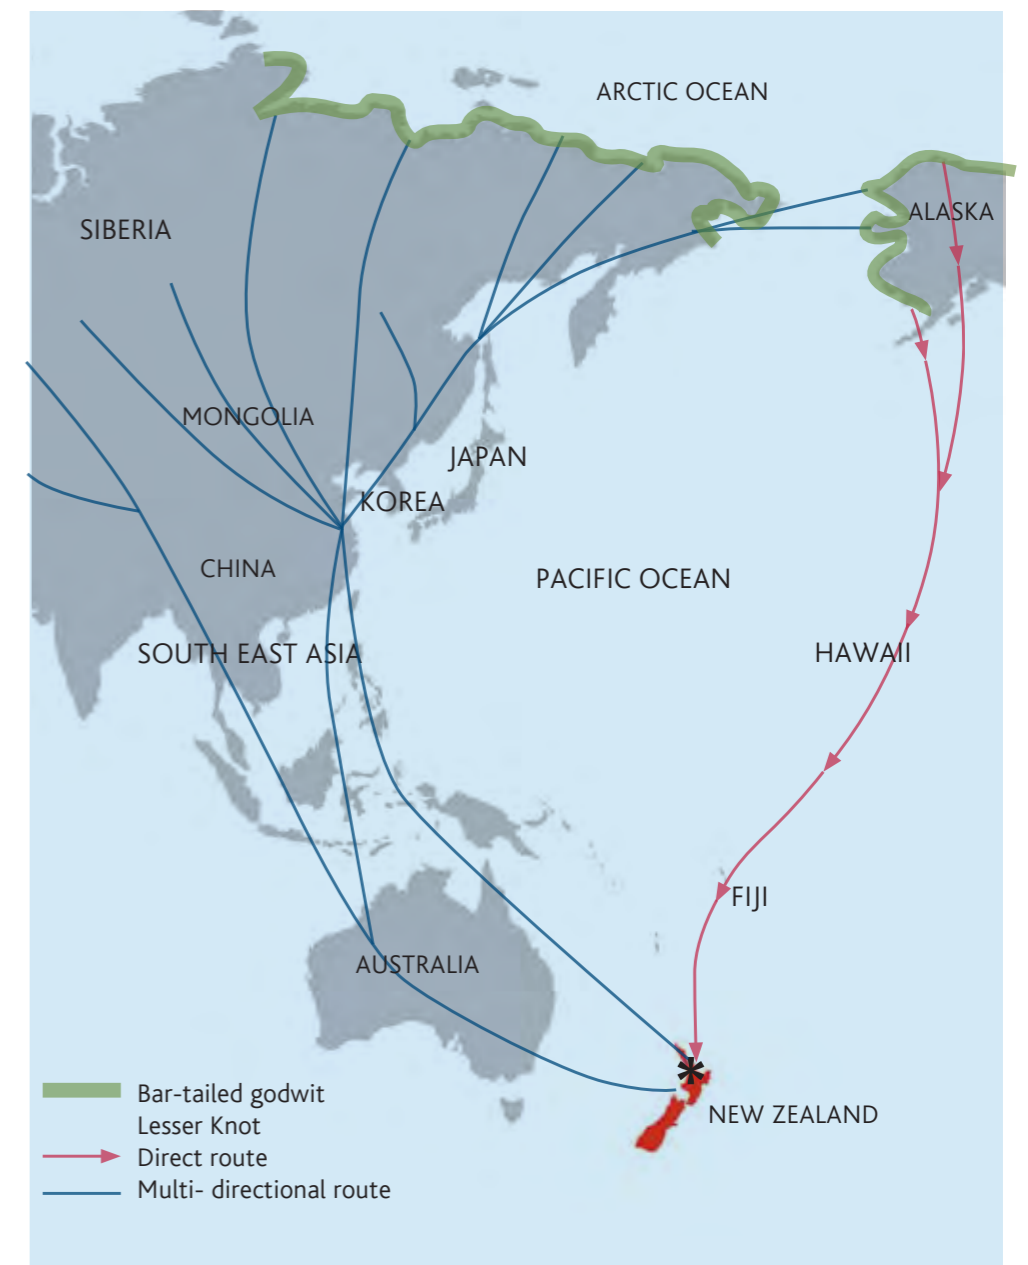 ARCTIC OCEAN
ALASKA
SIBERIA
MONGOLIA
JAPAN
KOREA
CHINA
PACIFIC OCEAN
SOUTH EAST ASIA
HAWAII
FIJI
AUSTRALIA
*
NEW ZEALAND
Bar-tailed godwit
Lesser Knot
Direct route
Multi- directional route